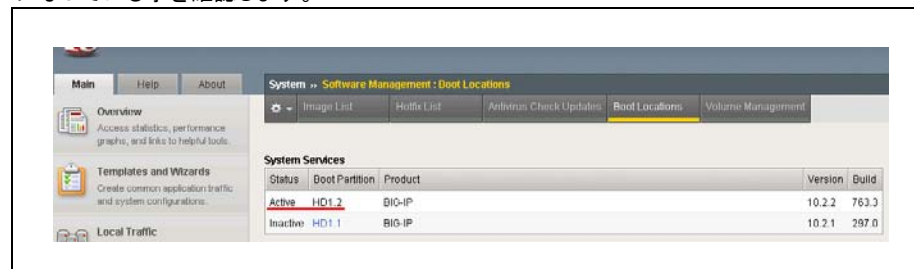 Main Help About
System ›› Software Management : Boot Locations
Image List Hotfix List Antivirus Check Updates Boot Locations Volume Management
Overview
Access statistics, performance
graphs, and links to helpful tools.
Templates and Wizards
Create common application traffic
and system configurations.
Local Traffic
System Services
Status Boot Partition Product Version Build
Active HD1.2 BIG-IP 10.2.2 763.3
Inactive HD1.1 BIG-IP 10.2.1 297.0